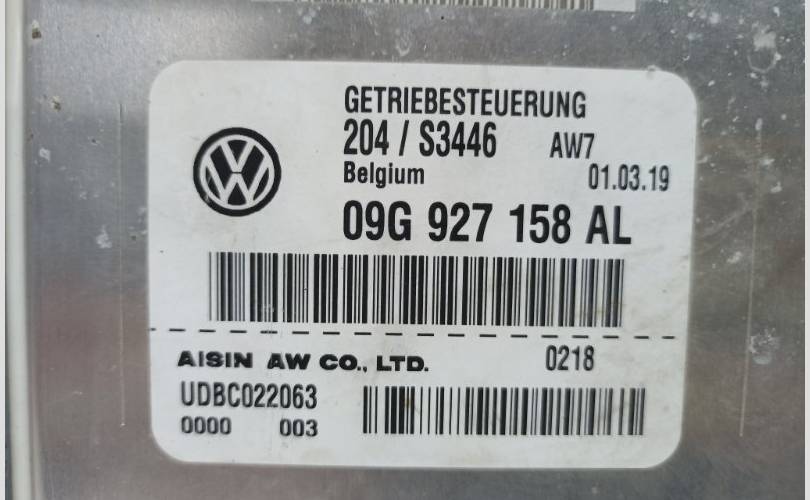 GETRIEBESTEUERUNG
204 / S3446 AW7
Belgium 01.03.19
09G 927 158 AL
AISIN AW CO., LTD. 0218
UDBC022063
0000 003